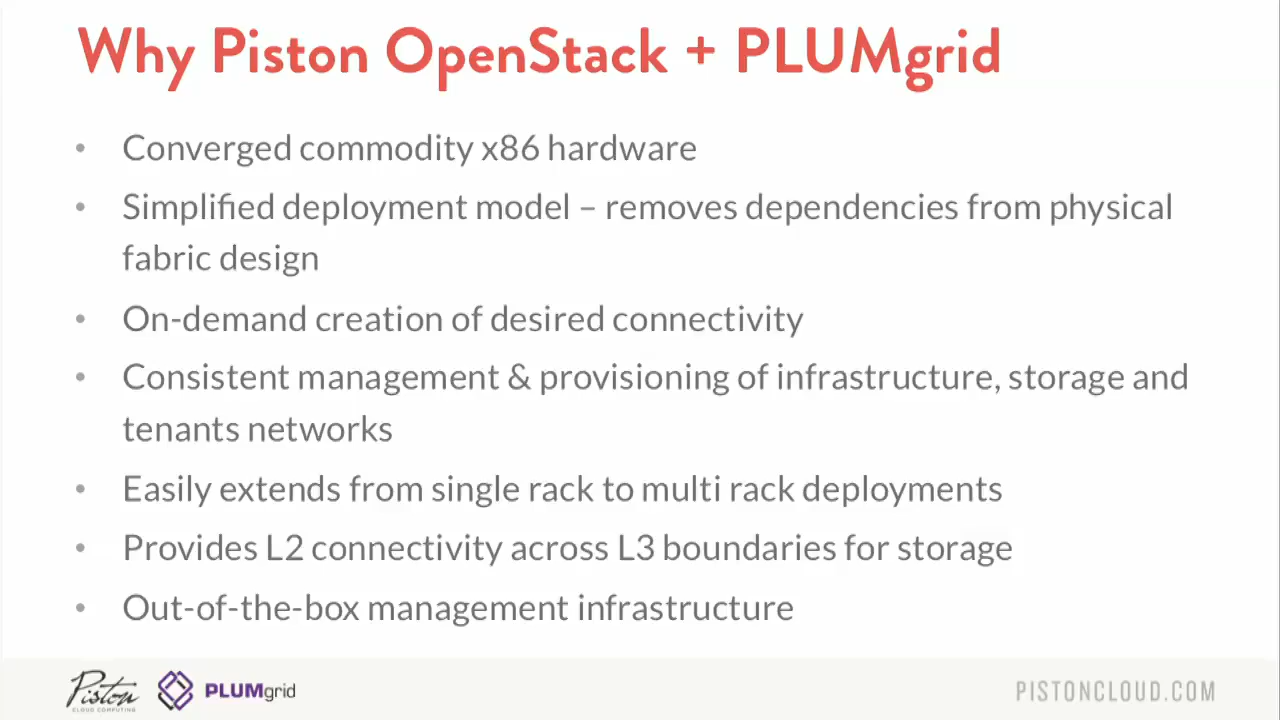 Why Piston OpenStack + PLUMgrid
• Converged commodity x86 hardware
• Simplified deployment model – removes dependencies from physical
fabric design
• On-demand creation of desired connectivity
• Consistent management & provisioning of infrastructure, storage and
tenants networks
• Easily extends from single rack to multi rack deployments
• Provides L2 connectivity across L3 boundaries for storage
• Out-of-the-box management infrastructure
Piston
CLOUD COMPUTING
PLUMgrid
PISTONCLOUD.COM